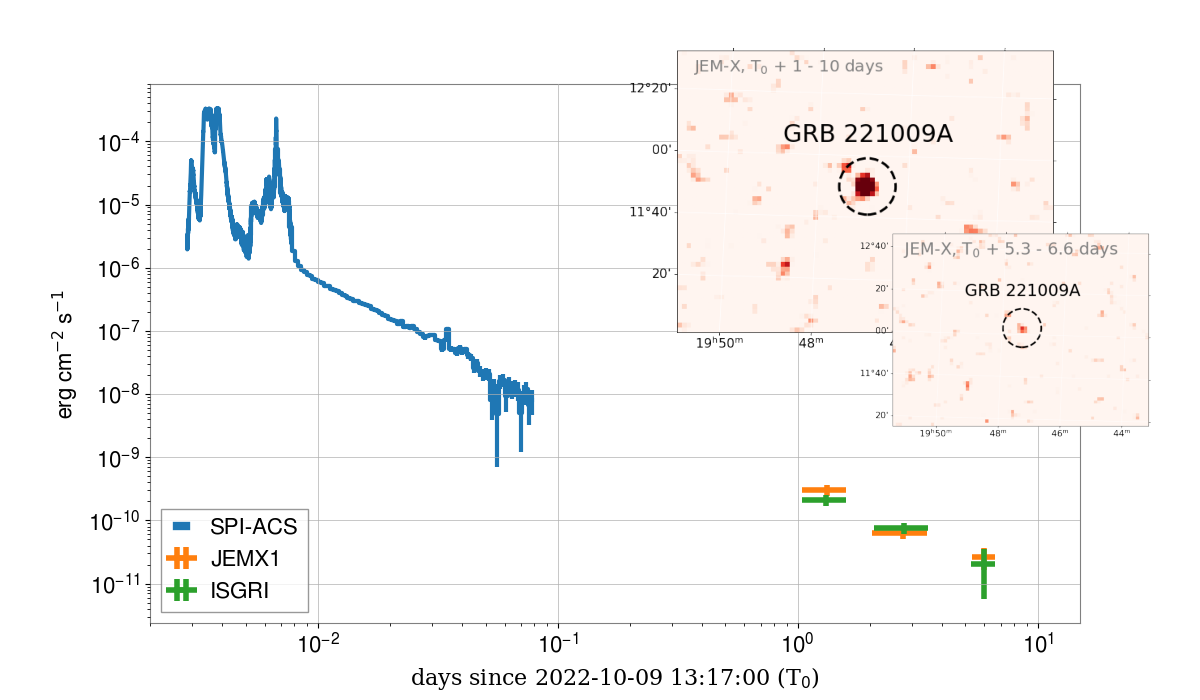 JEM-X, T₀ + 1 - 10 days
GRB 221009A
12°20'
00'
11°40'
20'
19ʰ50ᵐ
48ᵐ
JEM-X, T₀ + 5.3 - 6.6 days
GRB 221009A
12°40'
20'
00'
11°40'
20'
19ʰ50ᵐ
48ᵐ
46ᵐ
44ᵐ
erg cm⁻² s⁻¹
10⁻⁴
10⁻⁵
10⁻⁶
10⁻⁷
10⁻⁸
10⁻⁹
10⁻¹⁰
10⁻¹¹
SPI-ACS
JEMX1
ISGRI
10⁻²
10⁻¹
10⁰
10¹
days since 2022-10-09 13:17:00 (T₀)